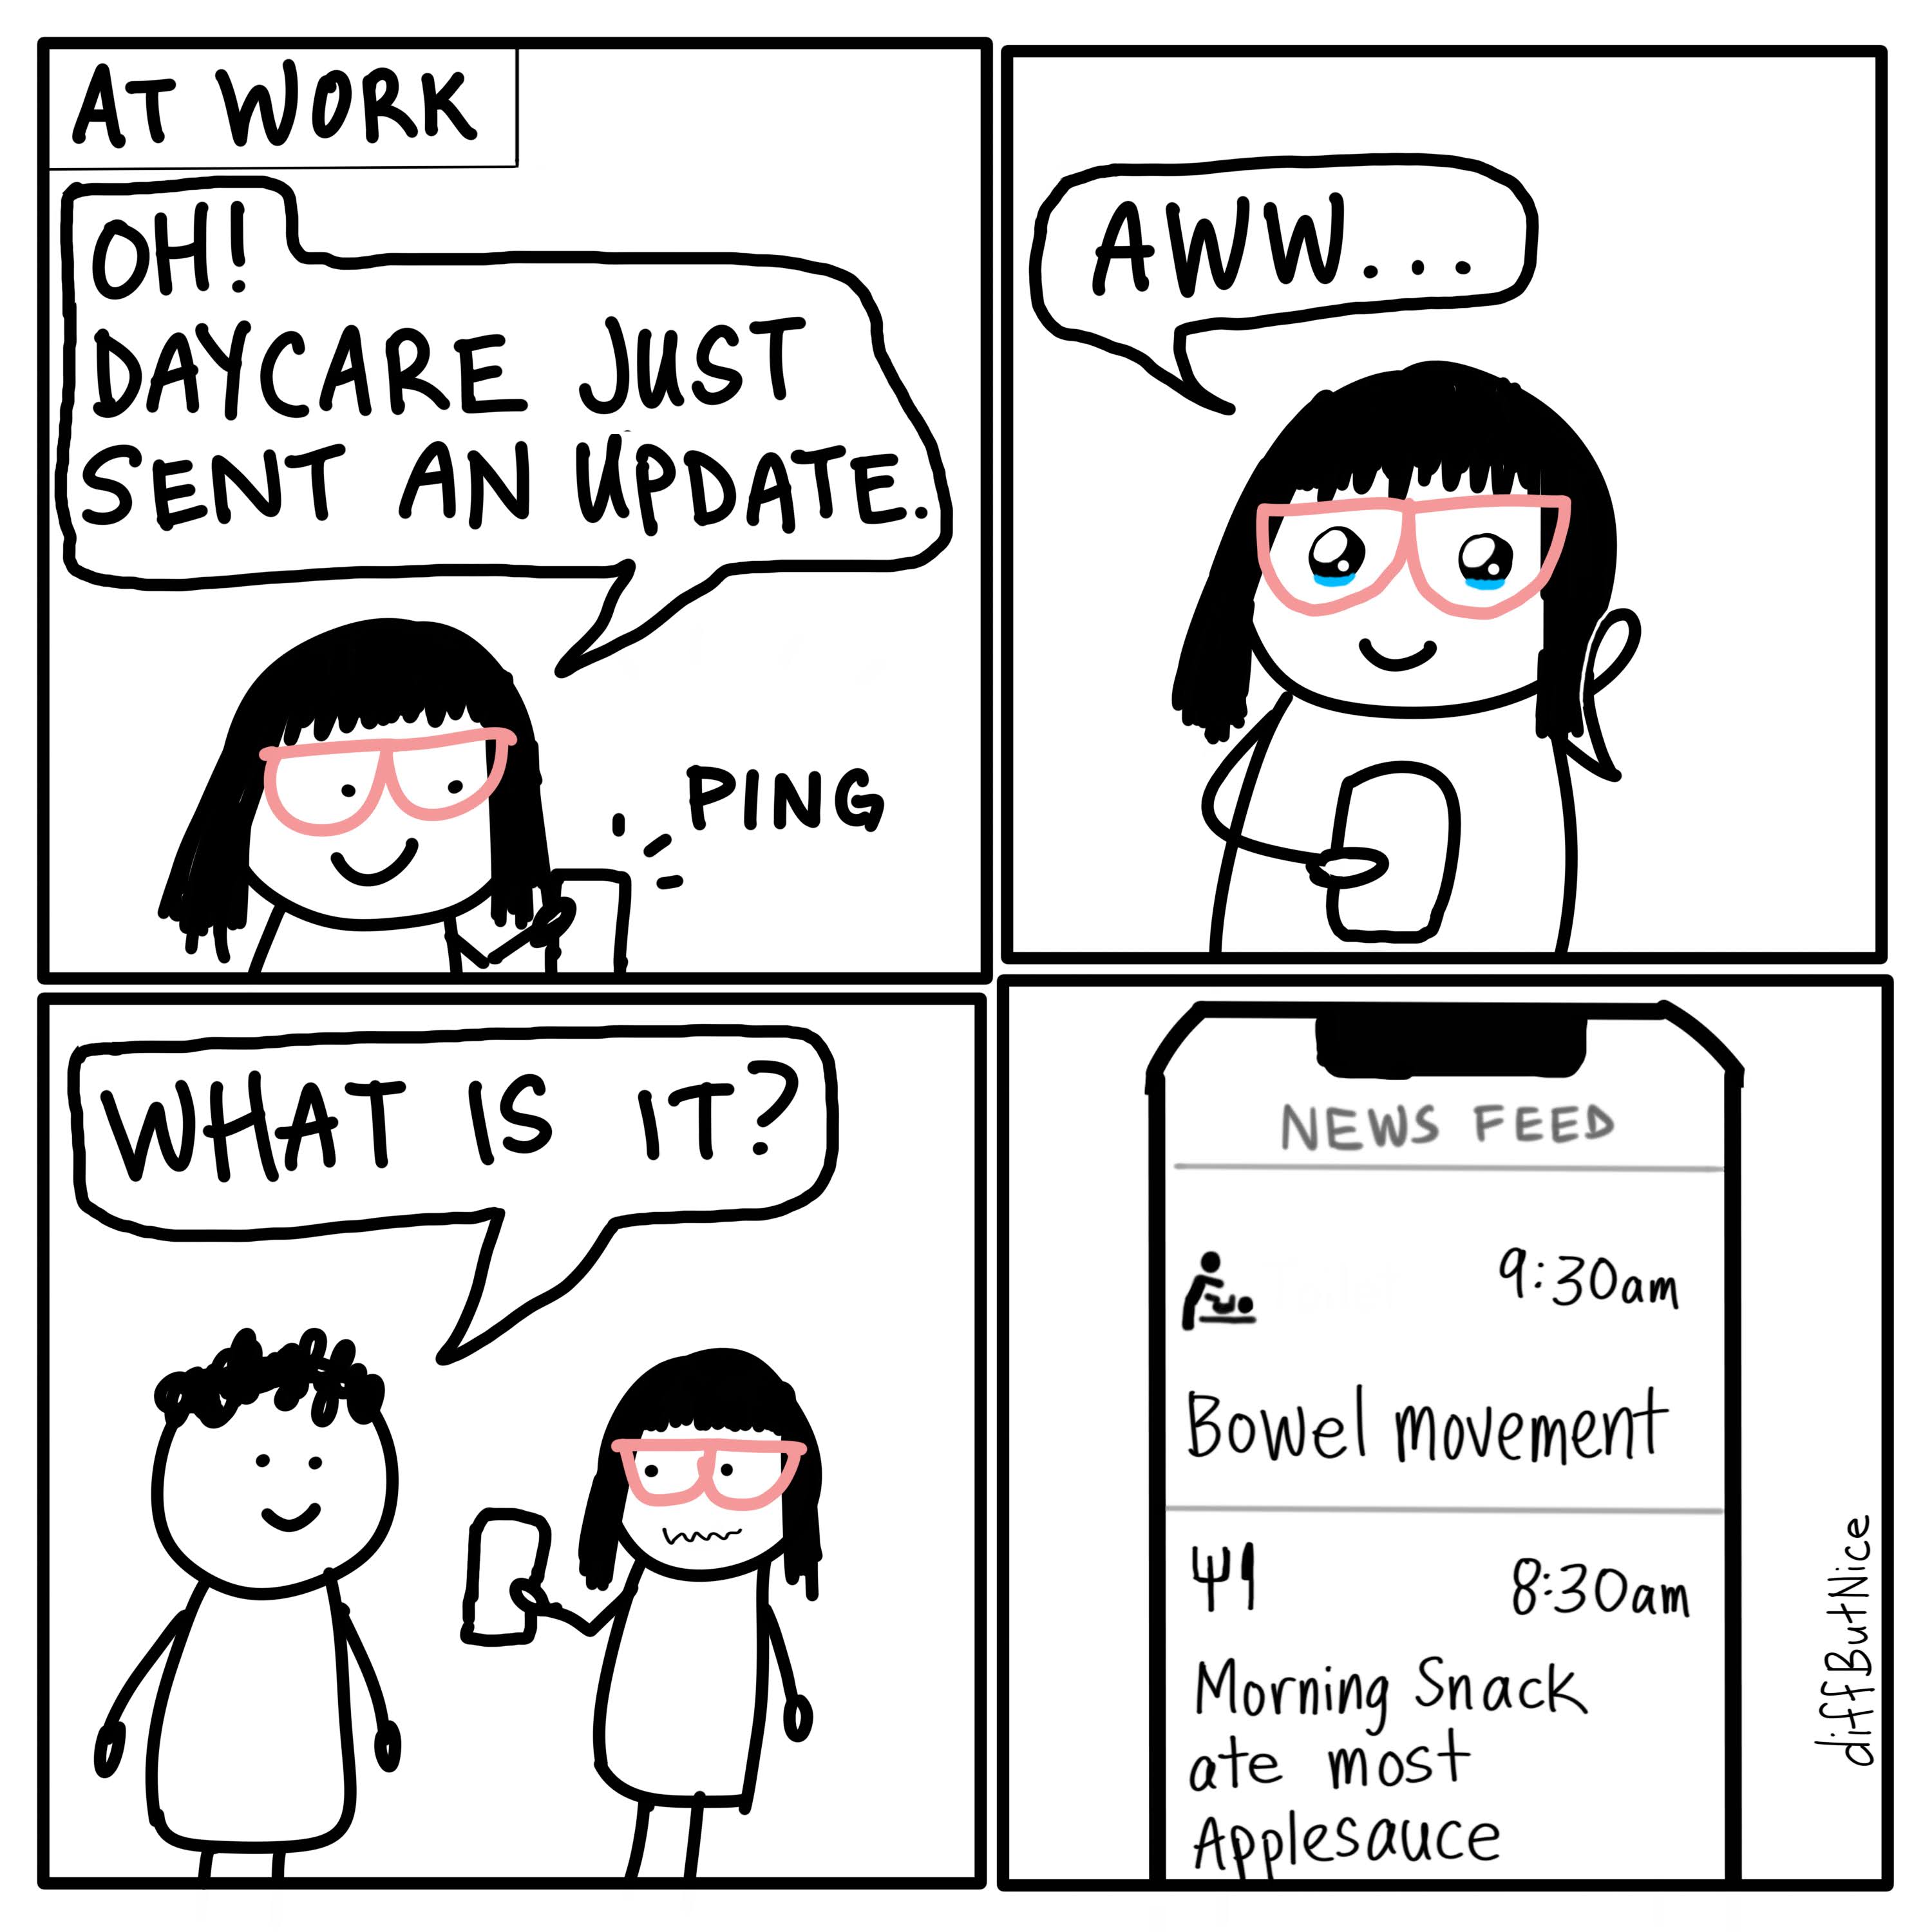 AT WORK
OH!
DAYCARE JUST
SENT AN UPDATE.
PING
AWW....
WHAT IS IT?
NEWS FEED
9:30am
Bowel movement
8:30am
Morning Snack
ate most
Applesauce
diffButNice